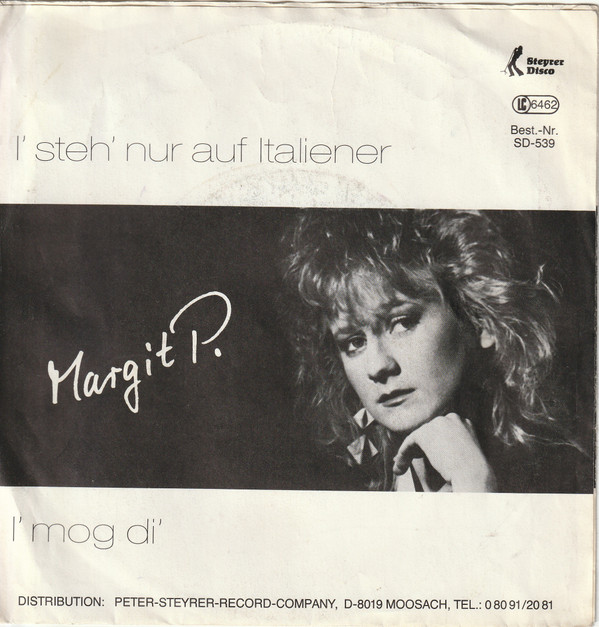 Steyrer
Disco
LC 6462
Best.-Nr.
SD-539
I' steh' nur auf Italiener
Margit P.
I' mog di'
DISTRIBUTION: PETER-STEYRER-RECORD-COMPANY, D-8019 MOOSACH, TEL.: 0 80 91/20 81